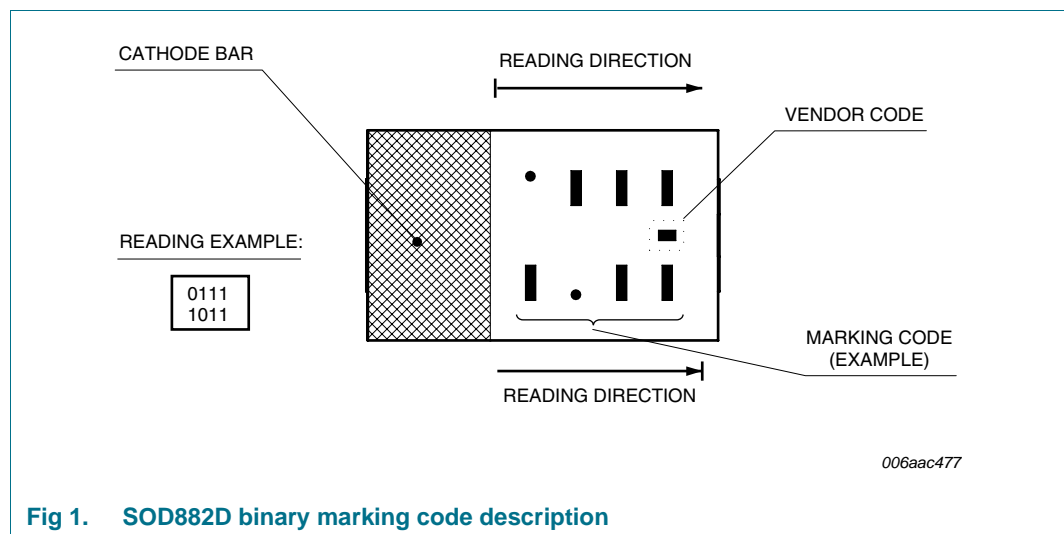 CATHODE BAR
READING DIRECTION
VENDOR CODE
READING EXAMPLE:
0111
1011
MARKING CODE
(EXAMPLE)
READING DIRECTION
006aac477
Fig 1. SOD882D binary marking code description